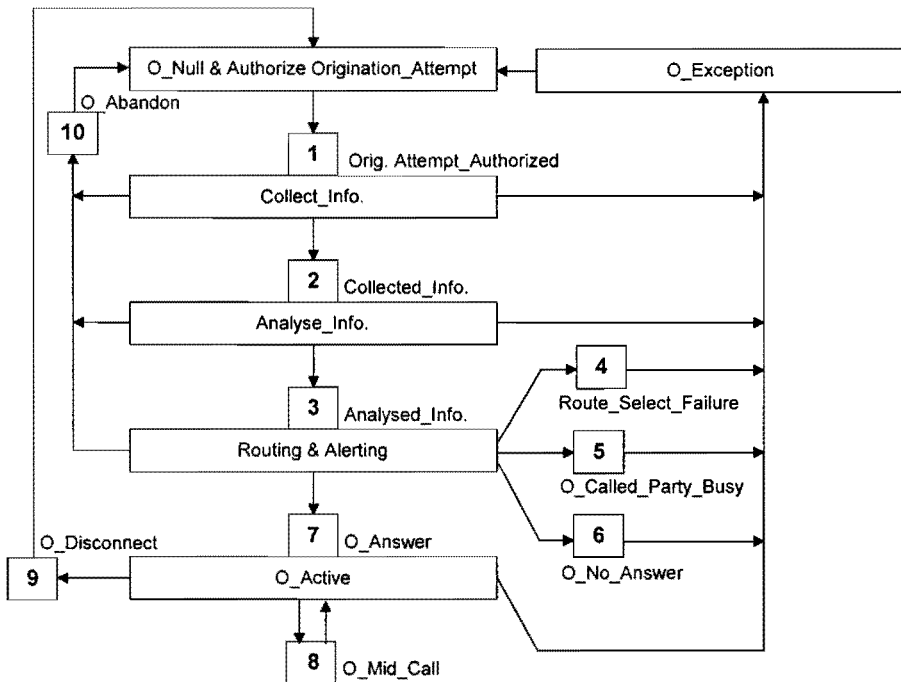 O_Null & Authorize Origination_Attempt
O_Exception
O_Abandon
10
1
Orig. Attempt_Authorized
Collect_Info.
2
Collected_Info.
Analyse_Info.
4
Route_Select_Failure
3
Analysed_Info.
Routing & Alerting
5
O_Called_Party_Busy
7
O_Answer
6
O_No_Answer
O_Disconnect
9
O_Active
8
O_Mid_Call